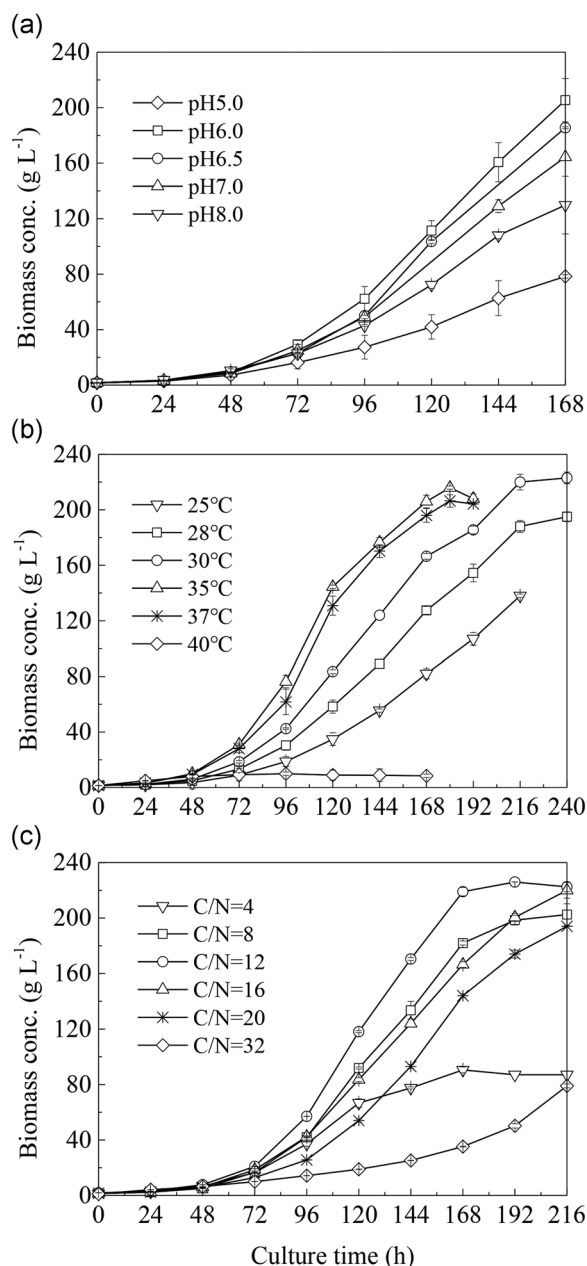 (a)
240
200
160
120
80
40
0
Biomass conc. (g L⁻¹)
pH5.0
pH6.0
pH6.5
pH7.0
pH8.0
0 24 48 72 96 120 144 168
(b)
240
200
160
120
80
40
0
Biomass conc. (g L⁻¹)
25℃
28℃
30℃
35℃
37℃
40℃
0 24 48 72 96 120 144 168 192 216 240
(c)
240
200
160
120
80
40
0
Biomass conc. (g L⁻¹)
C/N=4
C/N=8
C/N=12
C/N=16
C/N=20
C/N=32
0 24 48 72 96 120 144 168 192 216
Culture time (h)